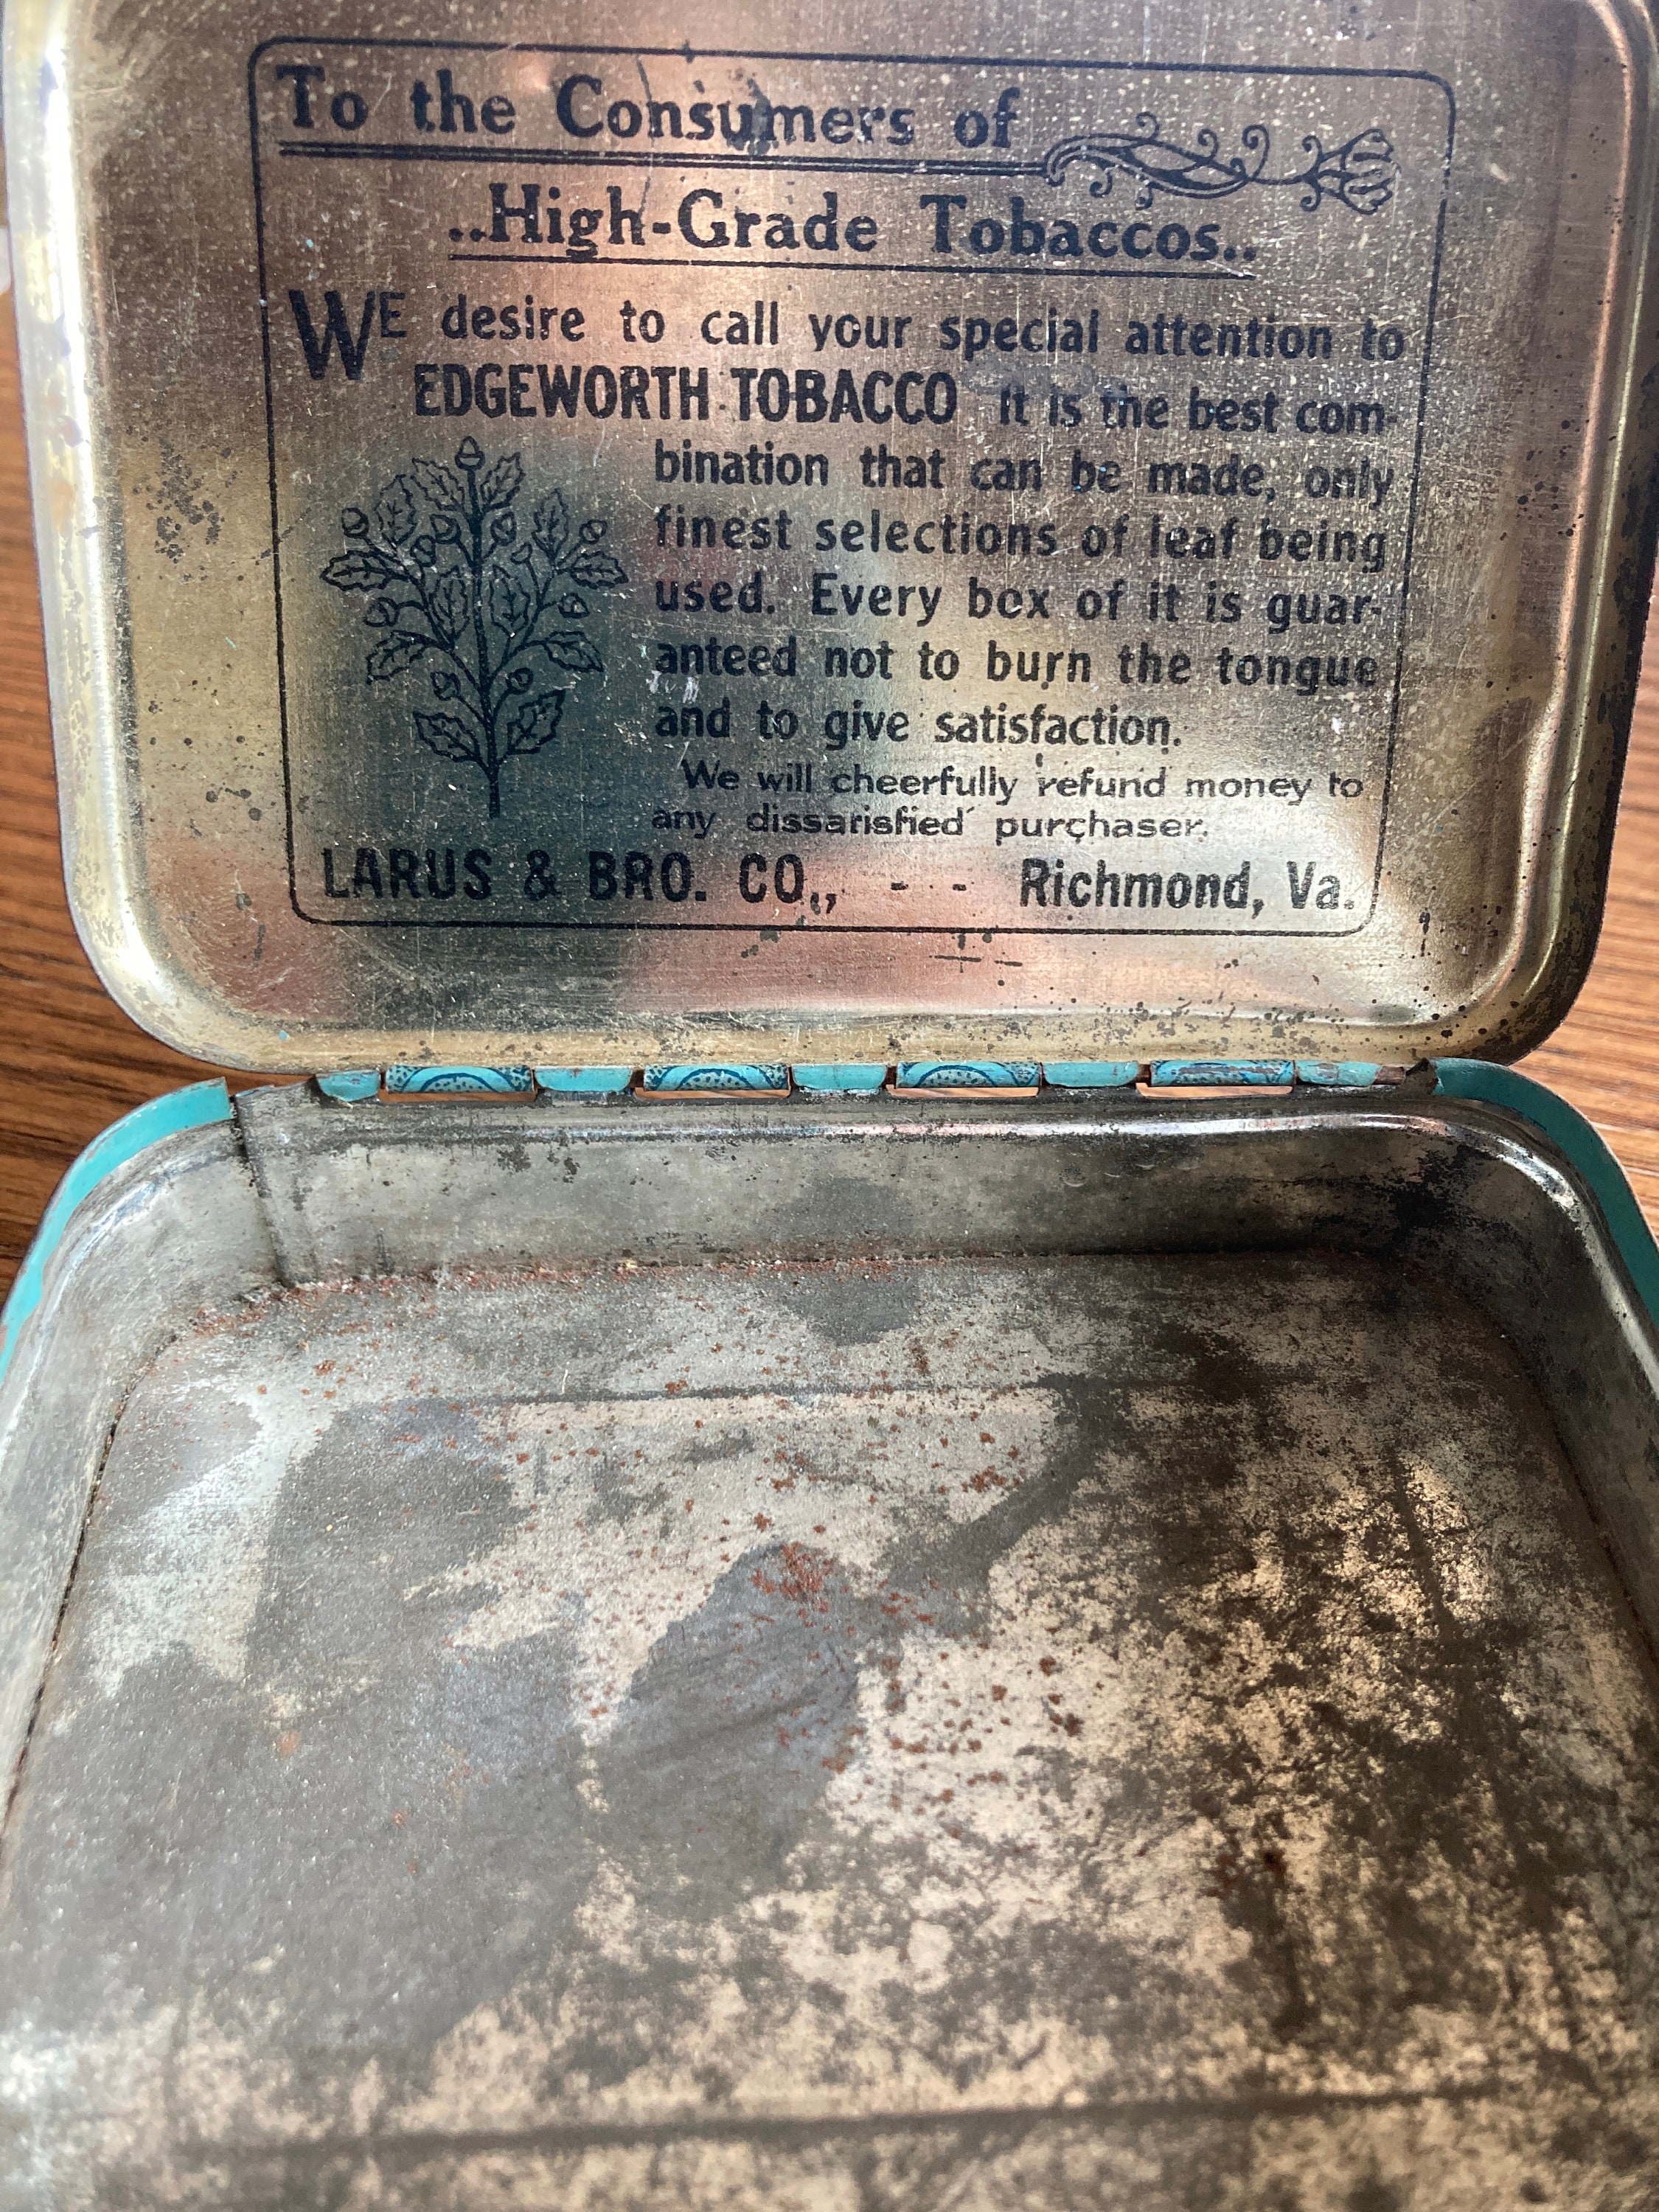 To the Consumers of
..High-Grade Tobaccos..
WE desire to call your special attention to
EDGEWORTH TOBACCO It is the best com-
bination that can be made, only
finest selections of leaf being
used. Every box of it is guar-
anteed not to burn the tongue
and to give satisfaction.
We will cheerfully refund money to
any dissatisfied purchaser.
LARUS & BRO. CO., - - Richmond, Va.